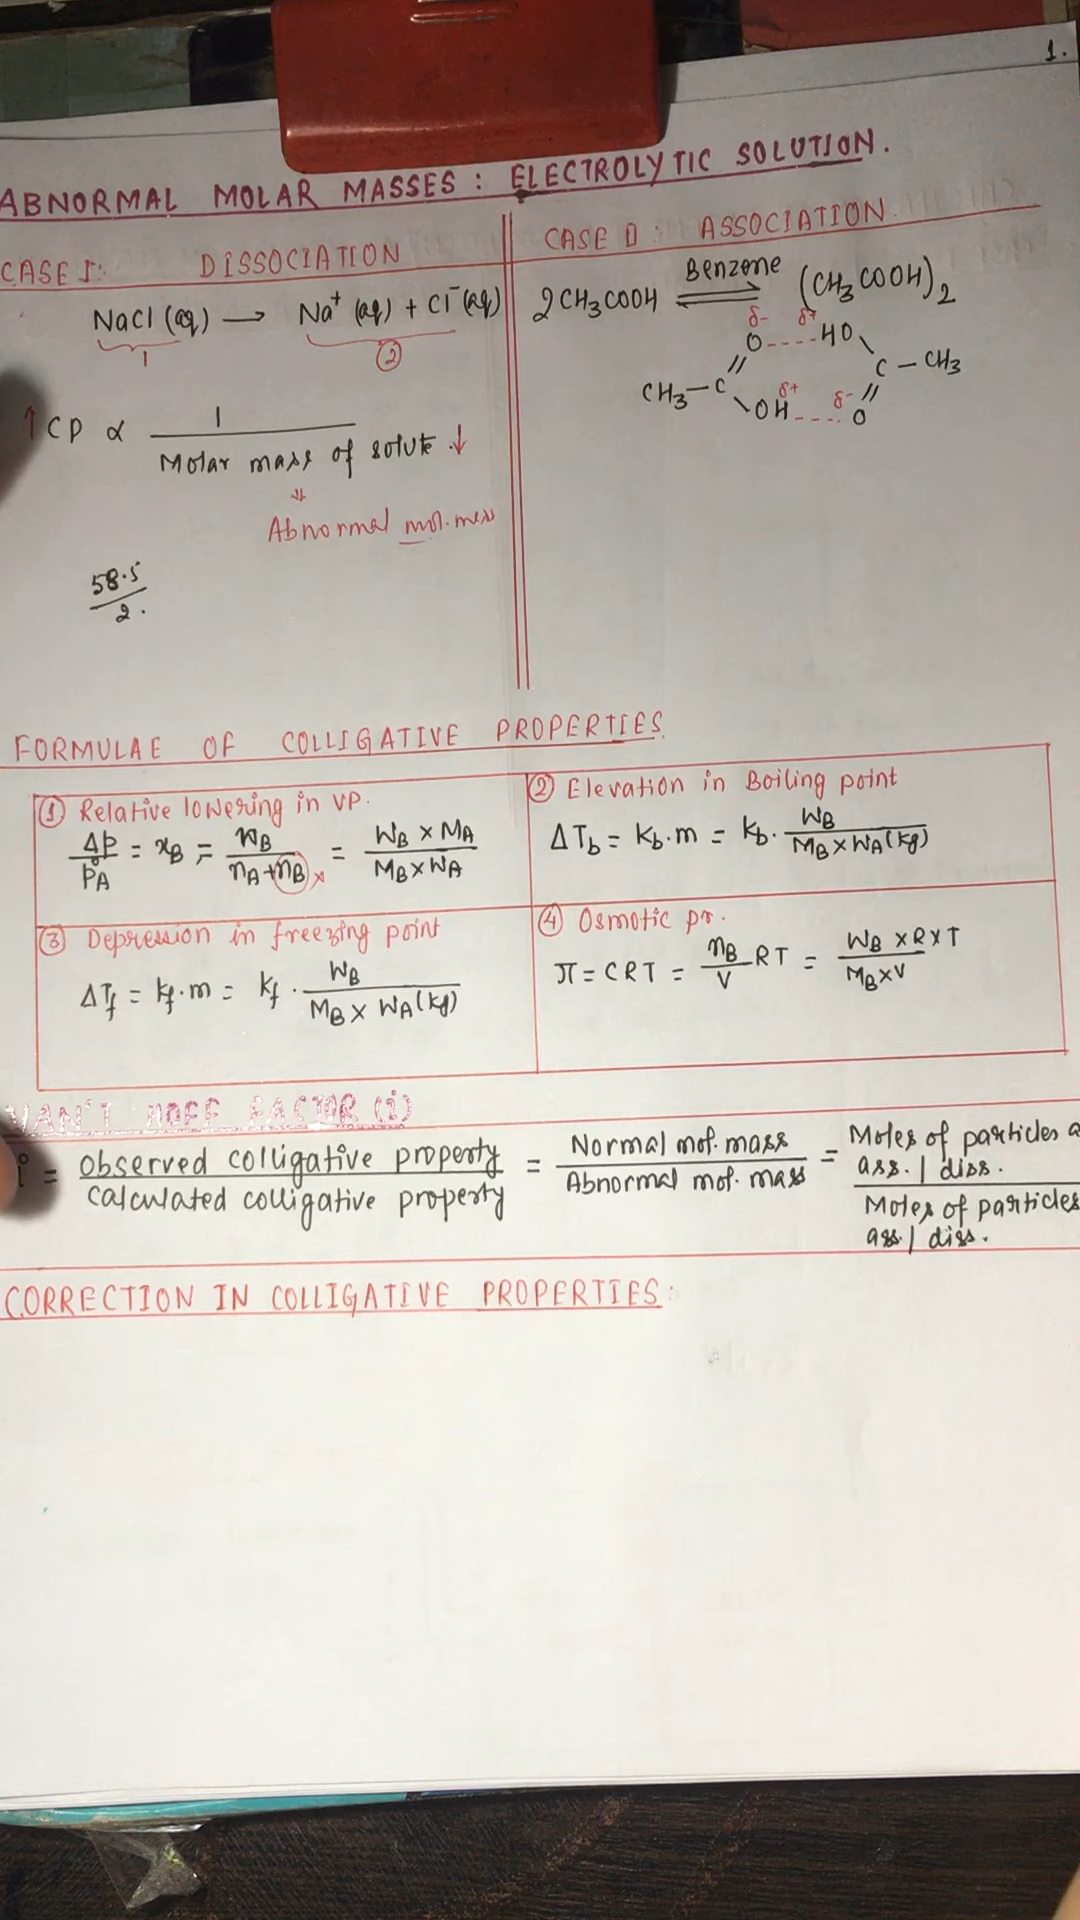 1.
ABNORMAL MOLAR MASSES : ELECTROLYTIC SOLUTION.
CASE I: DISSOCIATION
NaCl (aq) → Na⁺ (aq) + Cl⁻ (aq)
1 2
↑ CP ∝ 1 / Molar mass of solute ↓
⇓
Abnormal mol. mass
58.5 / 2.
CASE II: ASSOCIATION
2CH₃COOH ⇌ (CH₃COOH)₂
Benzene
δ- δ+
O----HO
CH₃-C C-CH₃
δ+ δ-
OH----O
FORMULAE OF COLLIGATIVE PROPERTIES.
① Relative lowering in VP.
ΔP / P°A = xB = nB / nA+nB x = WB × MA / MB × WA
② Elevation in Boiling point
ΔTb = Kb.m = Kb. WB / MB × WA(kg)
③ Depression in freezing point
ΔTf = Kf.m = Kf . WB / MB × WA(kg)
④ Osmotic pr.
π = CRT = nB / V RT = WB × R × T / MB × V
VAN'T HOFF FACTOR (i)
i = observed colligative property / calculated colligative property = Normal mol. mass / Abnormal mol. mass = Moles of particles a
ass. / diss.
Moles of particles
ass / diss.
CORRECTION IN COLLIGATIVE PROPERTIES: